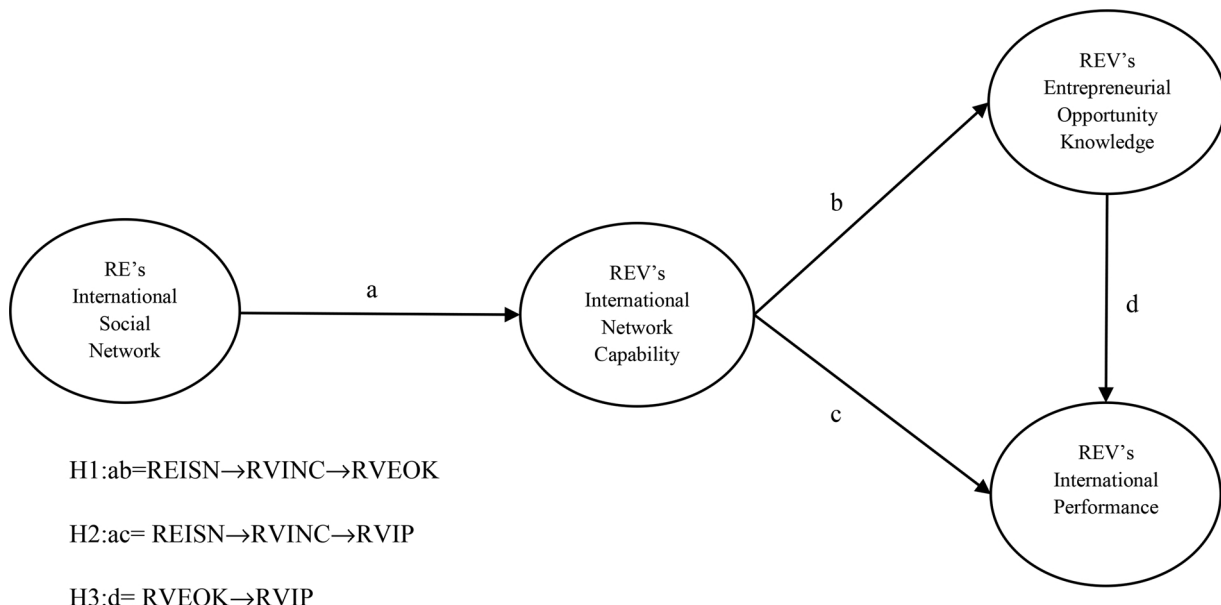 REV's
Entrepreneurial
Opportunity
Knowledge
b
RE's
International
Social
Network
a
REV's
International
Network
Capability
d
c
REV's
International
Performance
H1:ab=REISN→RVINC→RVEOK
H2:ac= REISN→RVINC→RVIP
H3:d= RVEOK→RVIP